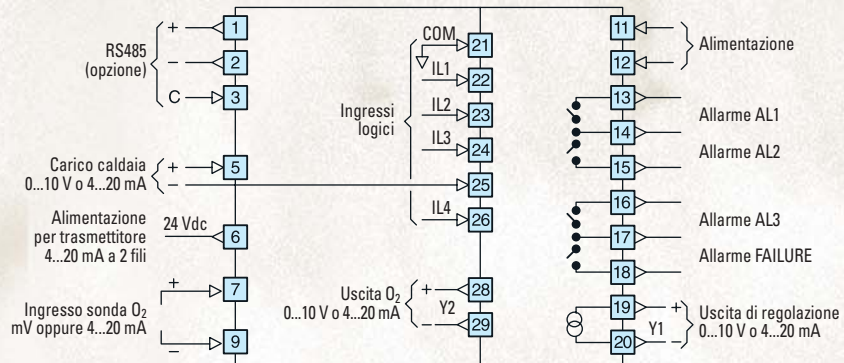 RS485
(opzione)
+ 1
− 2
C 3
Carico caldaia
0...10 V o 4...20 mA
+ 5
−
Alimentazione
per trasmettitore
4...20 mA a 2 fili
24 Vdc 6
Ingresso sonda O2
mV oppure 4...20 mA
+ 7
− 9
Ingressi
logici
COM 21
IL1 22
IL2 23
IL3 24
25
IL4 26
Uscita O2
0...10 V o 4...20 mA
+ 28
Y2
− 29
11
12
Alimentazione
13
Allarme AL1
14
Allarme AL2
15
16
Allarme AL3
17
Allarme FAILURE
18
19 +
Y1
20 −
Uscita di regolazione
0...10 V o 4...20 mA